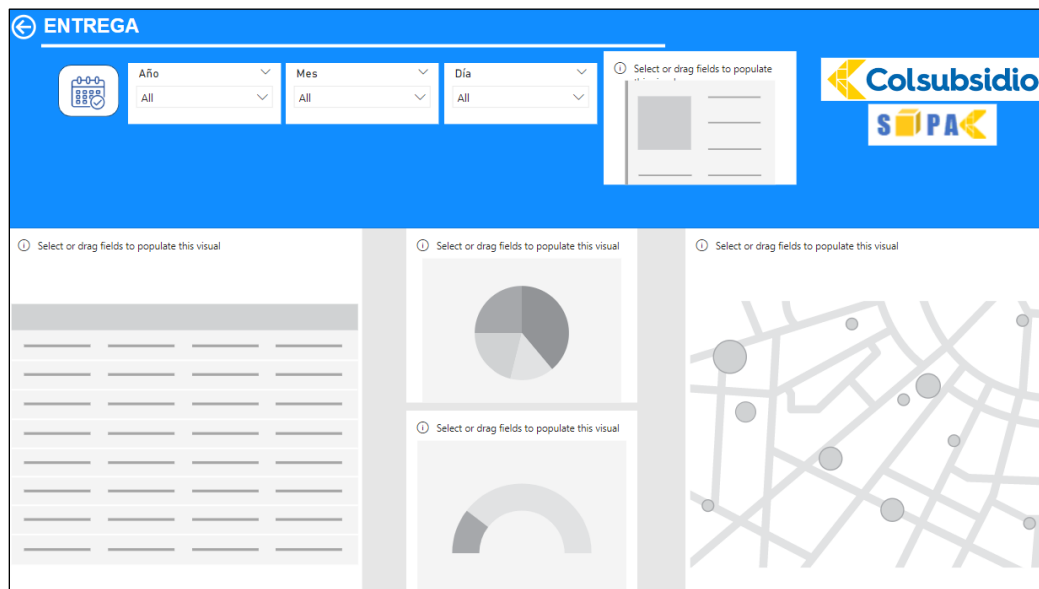 ENTREGA
Año
All
Mes
All
Día
All
Select or drag fields to populate
Colsubsidio
Select or drag fields to populate this visual
Select or drag fields to populate this visual
Select or drag fields to populate this visual
Select or drag fields to populate this visual